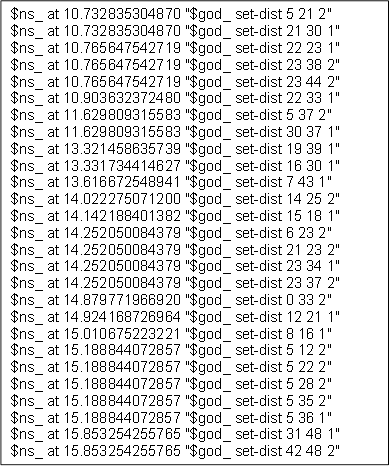 $ns_ at 10.732835304870 "$god_ set-dist 5 21 2"
$ns_ at 10.732835304870 "$god_ set-dist 21 30 1"
$ns_ at 10.765647542719 "$god_ set-dist 22 23 1"
$ns_ at 10.765647542719 "$god_ set-dist 23 38 2"
$ns_ at 10.765647542719 "$god_ set-dist 23 44 2"
$ns_ at 10.903632372480 "$god_ set-dist 22 33 1"
$ns_ at 11.629809315583 "$god_ set-dist 5 37 2"
$ns_ at 11.629809315583 "$god_ set-dist 30 37 1"
$ns_ at 13.321458635739 "$god_ set-dist 19 39 1"
$ns_ at 13.331734414627 "$god_ set-dist 16 30 1"
$ns_ at 13.616672548941 "$god_ set-dist 7 43 1"
$ns_ at 14.022275071200 "$god_ set-dist 14 25 2"
$ns_ at 14.142188401382 "$god_ set-dist 15 18 1"
$ns_ at 14.252050084379 "$god_ set-dist 6 23 2"
$ns_ at 14.252050084379 "$god_ set-dist 21 23 2"
$ns_ at 14.252050084379 "$god_ set-dist 23 34 1"
$ns_ at 14.252050084379 "$god_ set-dist 23 37 2"
$ns_ at 14.879771966920 "$god_ set-dist 0 33 2"
$ns_ at 14.924168726964 "$god_ set-dist 12 21 1"
$ns_ at 15.010675223221 "$god_ set-dist 8 16 1"
$ns_ at 15.188844072857 "$god_ set-dist 5 12 2"
$ns_ at 15.188844072857 "$god_ set-dist 5 22 2"
$ns_ at 15.188844072857 "$god_ set-dist 5 28 2"
$ns_ at 15.188844072857 "$god_ set-dist 5 35 2"
$ns_ at 15.188844072857 "$god_ set-dist 5 36 1"
$ns_ at 15.853254255765 "$god_ set-dist 31 48 1"
$ns_ at 15.853254255765 "$god_ set-dist 42 48 2"